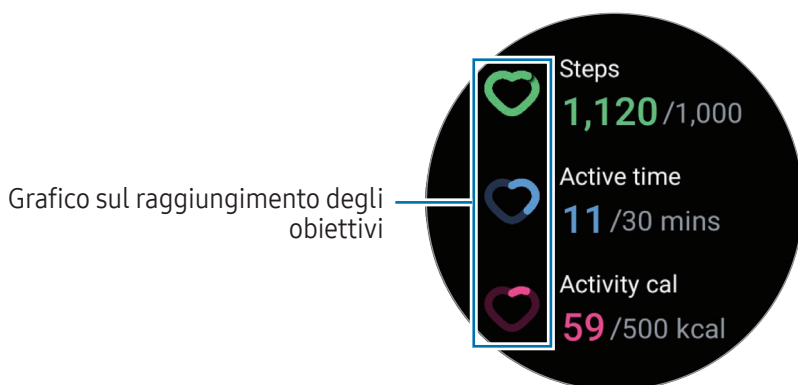 Grafico sul raggiungimento degli
obiettivi
Steps
1,120/1,000
Active time
11/30 mins
Activity cal
59/500 kcal